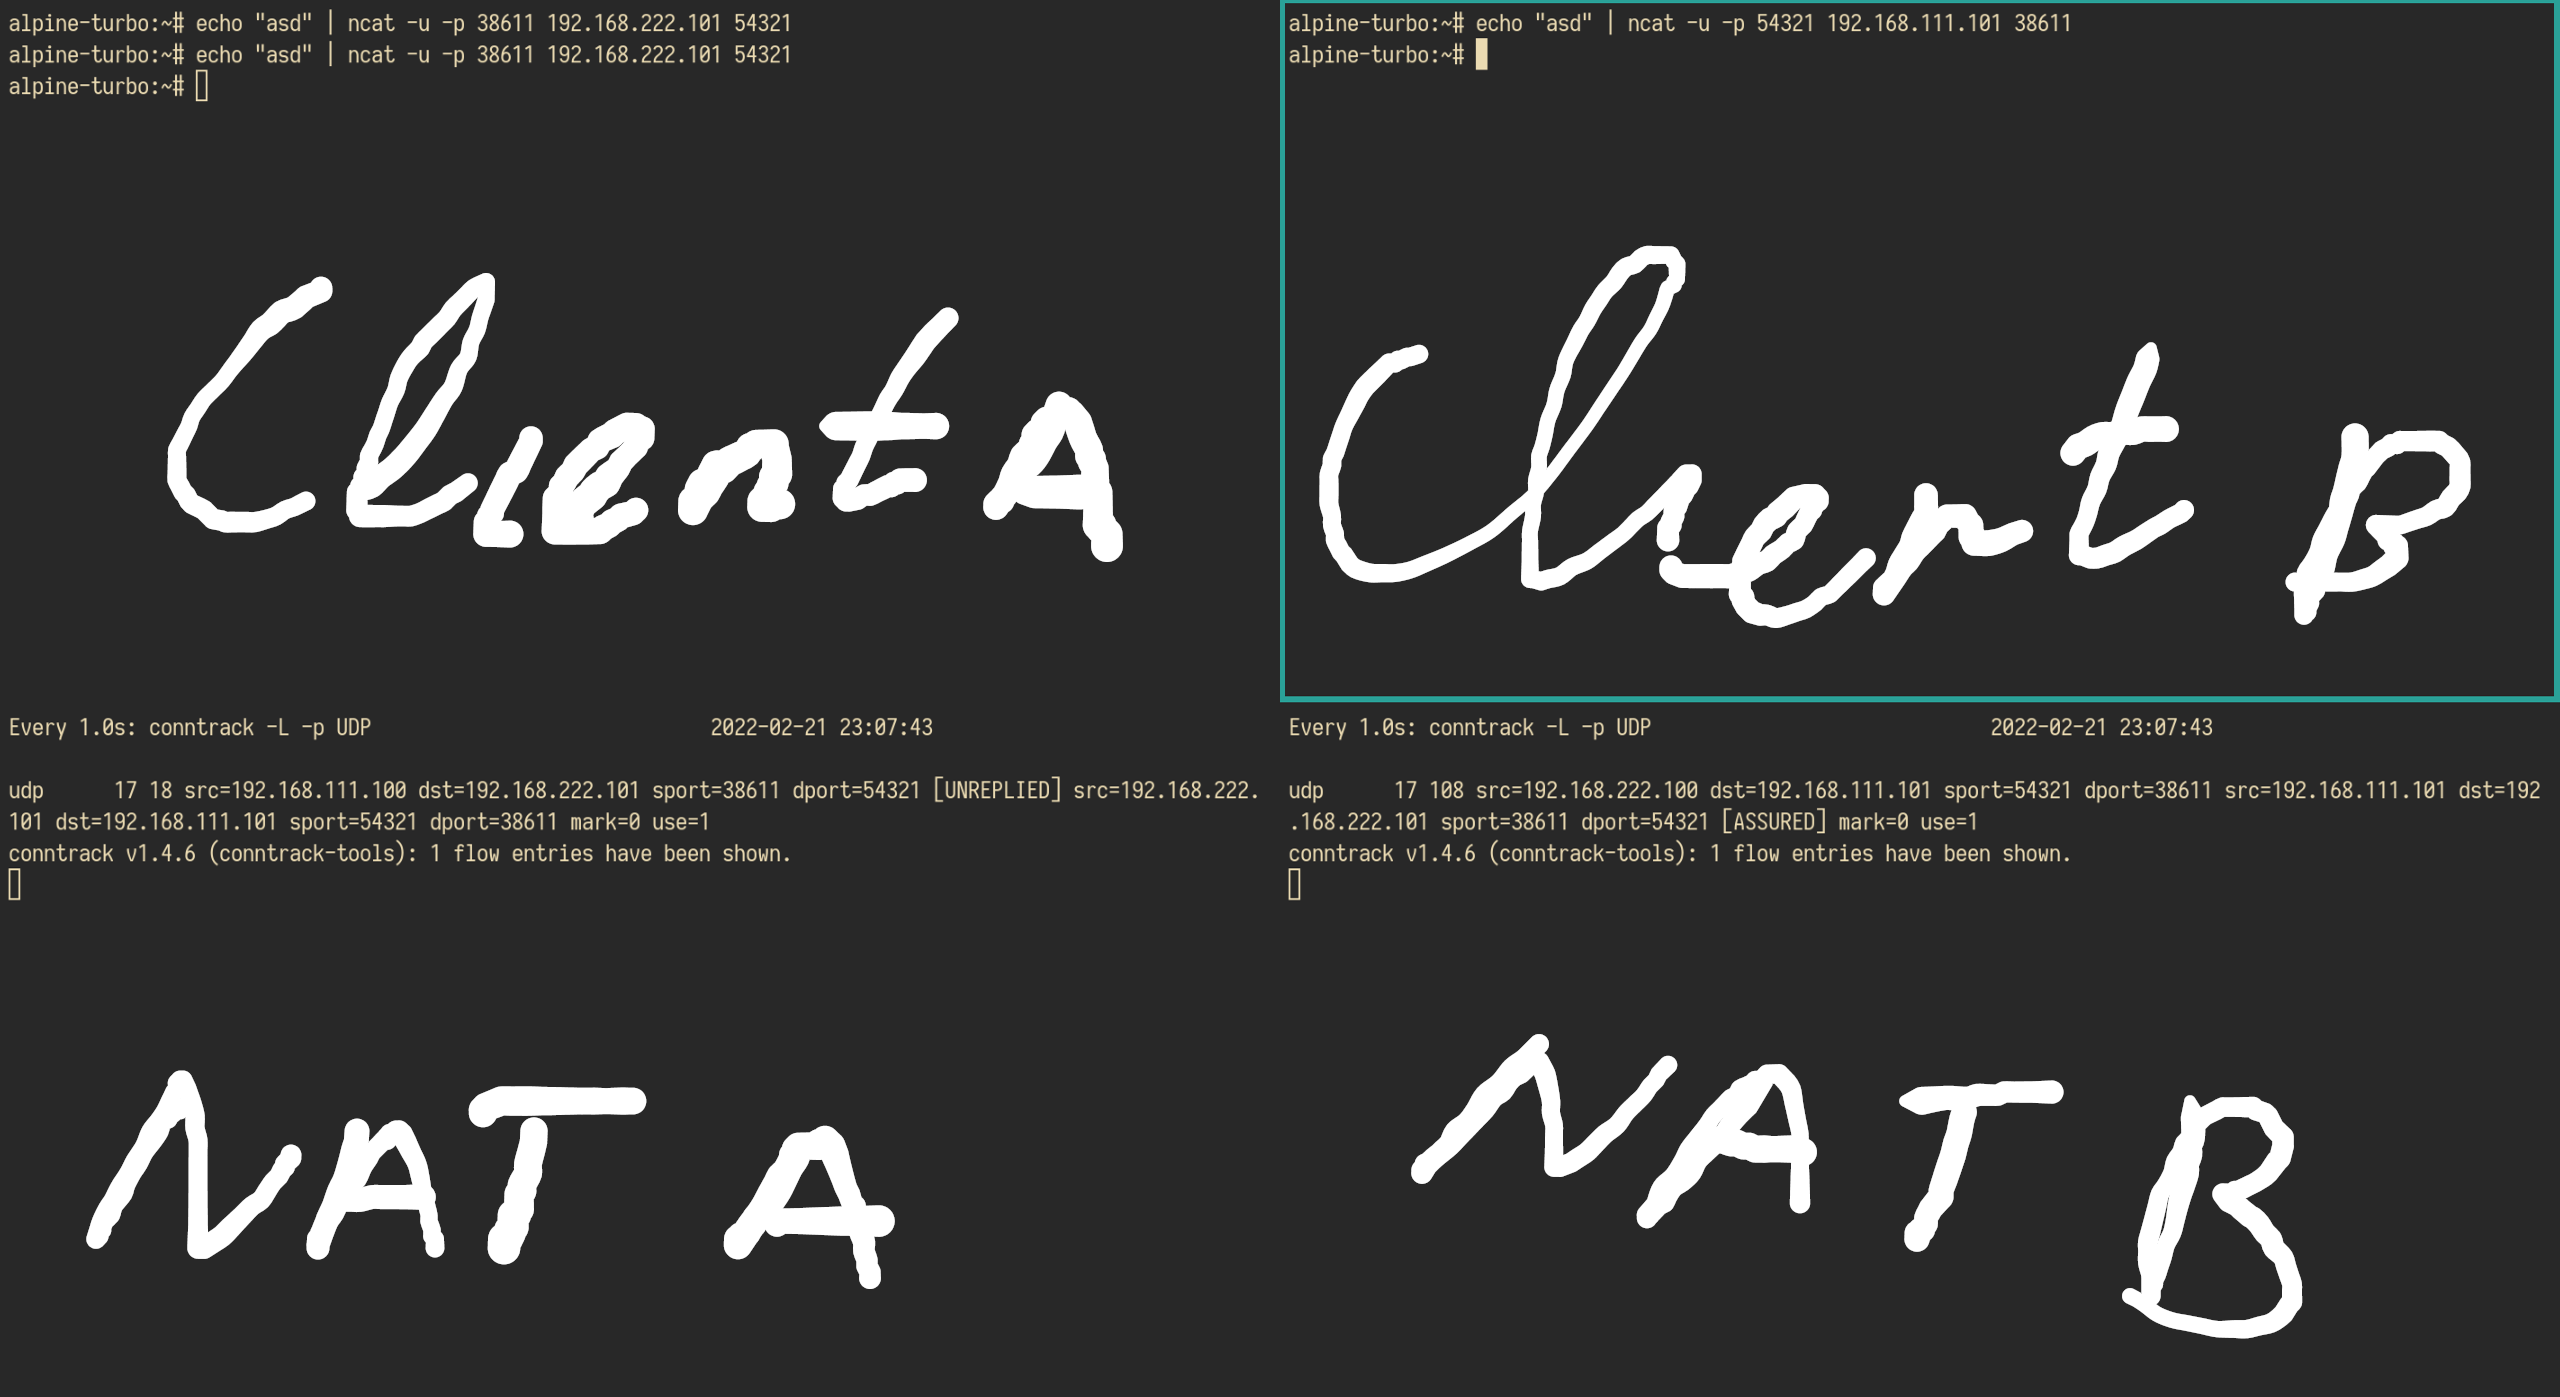 alpine-turbo:~# echo "asd" | ncat -u -p 38611 192.168.222.101 54321
alpine-turbo:~# echo "asd" | ncat -u -p 38611 192.168.222.101 54321
alpine-turbo:~#
Client A
alpine-turbo:~# echo "asd" | ncat -u -p 54321 192.168.111.101 38611
alpine-turbo:~#
Client B
Every 1.0s: conntrack -L -p UDP 2022-02-21 23:07:43
udp 17 18 src=192.168.111.100 dst=192.168.222.101 sport=38611 dport=54321 [UNREPLIED] src=192.168.222.
101 dst=192.168.111.101 sport=54321 dport=38611 mark=0 use=1
conntrack v1.4.6 (conntrack-tools): 1 flow entries have been shown.
NAT A
Every 1.0s: conntrack -L -p UDP 2022-02-21 23:07:43
udp 17 108 src=192.168.222.100 dst=192.168.111.101 sport=54321 dport=38611 src=192.168.111.101 dst=192
.168.222.101 sport=38611 dport=54321 [ASSURED] mark=0 use=1
conntrack v1.4.6 (conntrack-tools): 1 flow entries have been shown.
NAT B